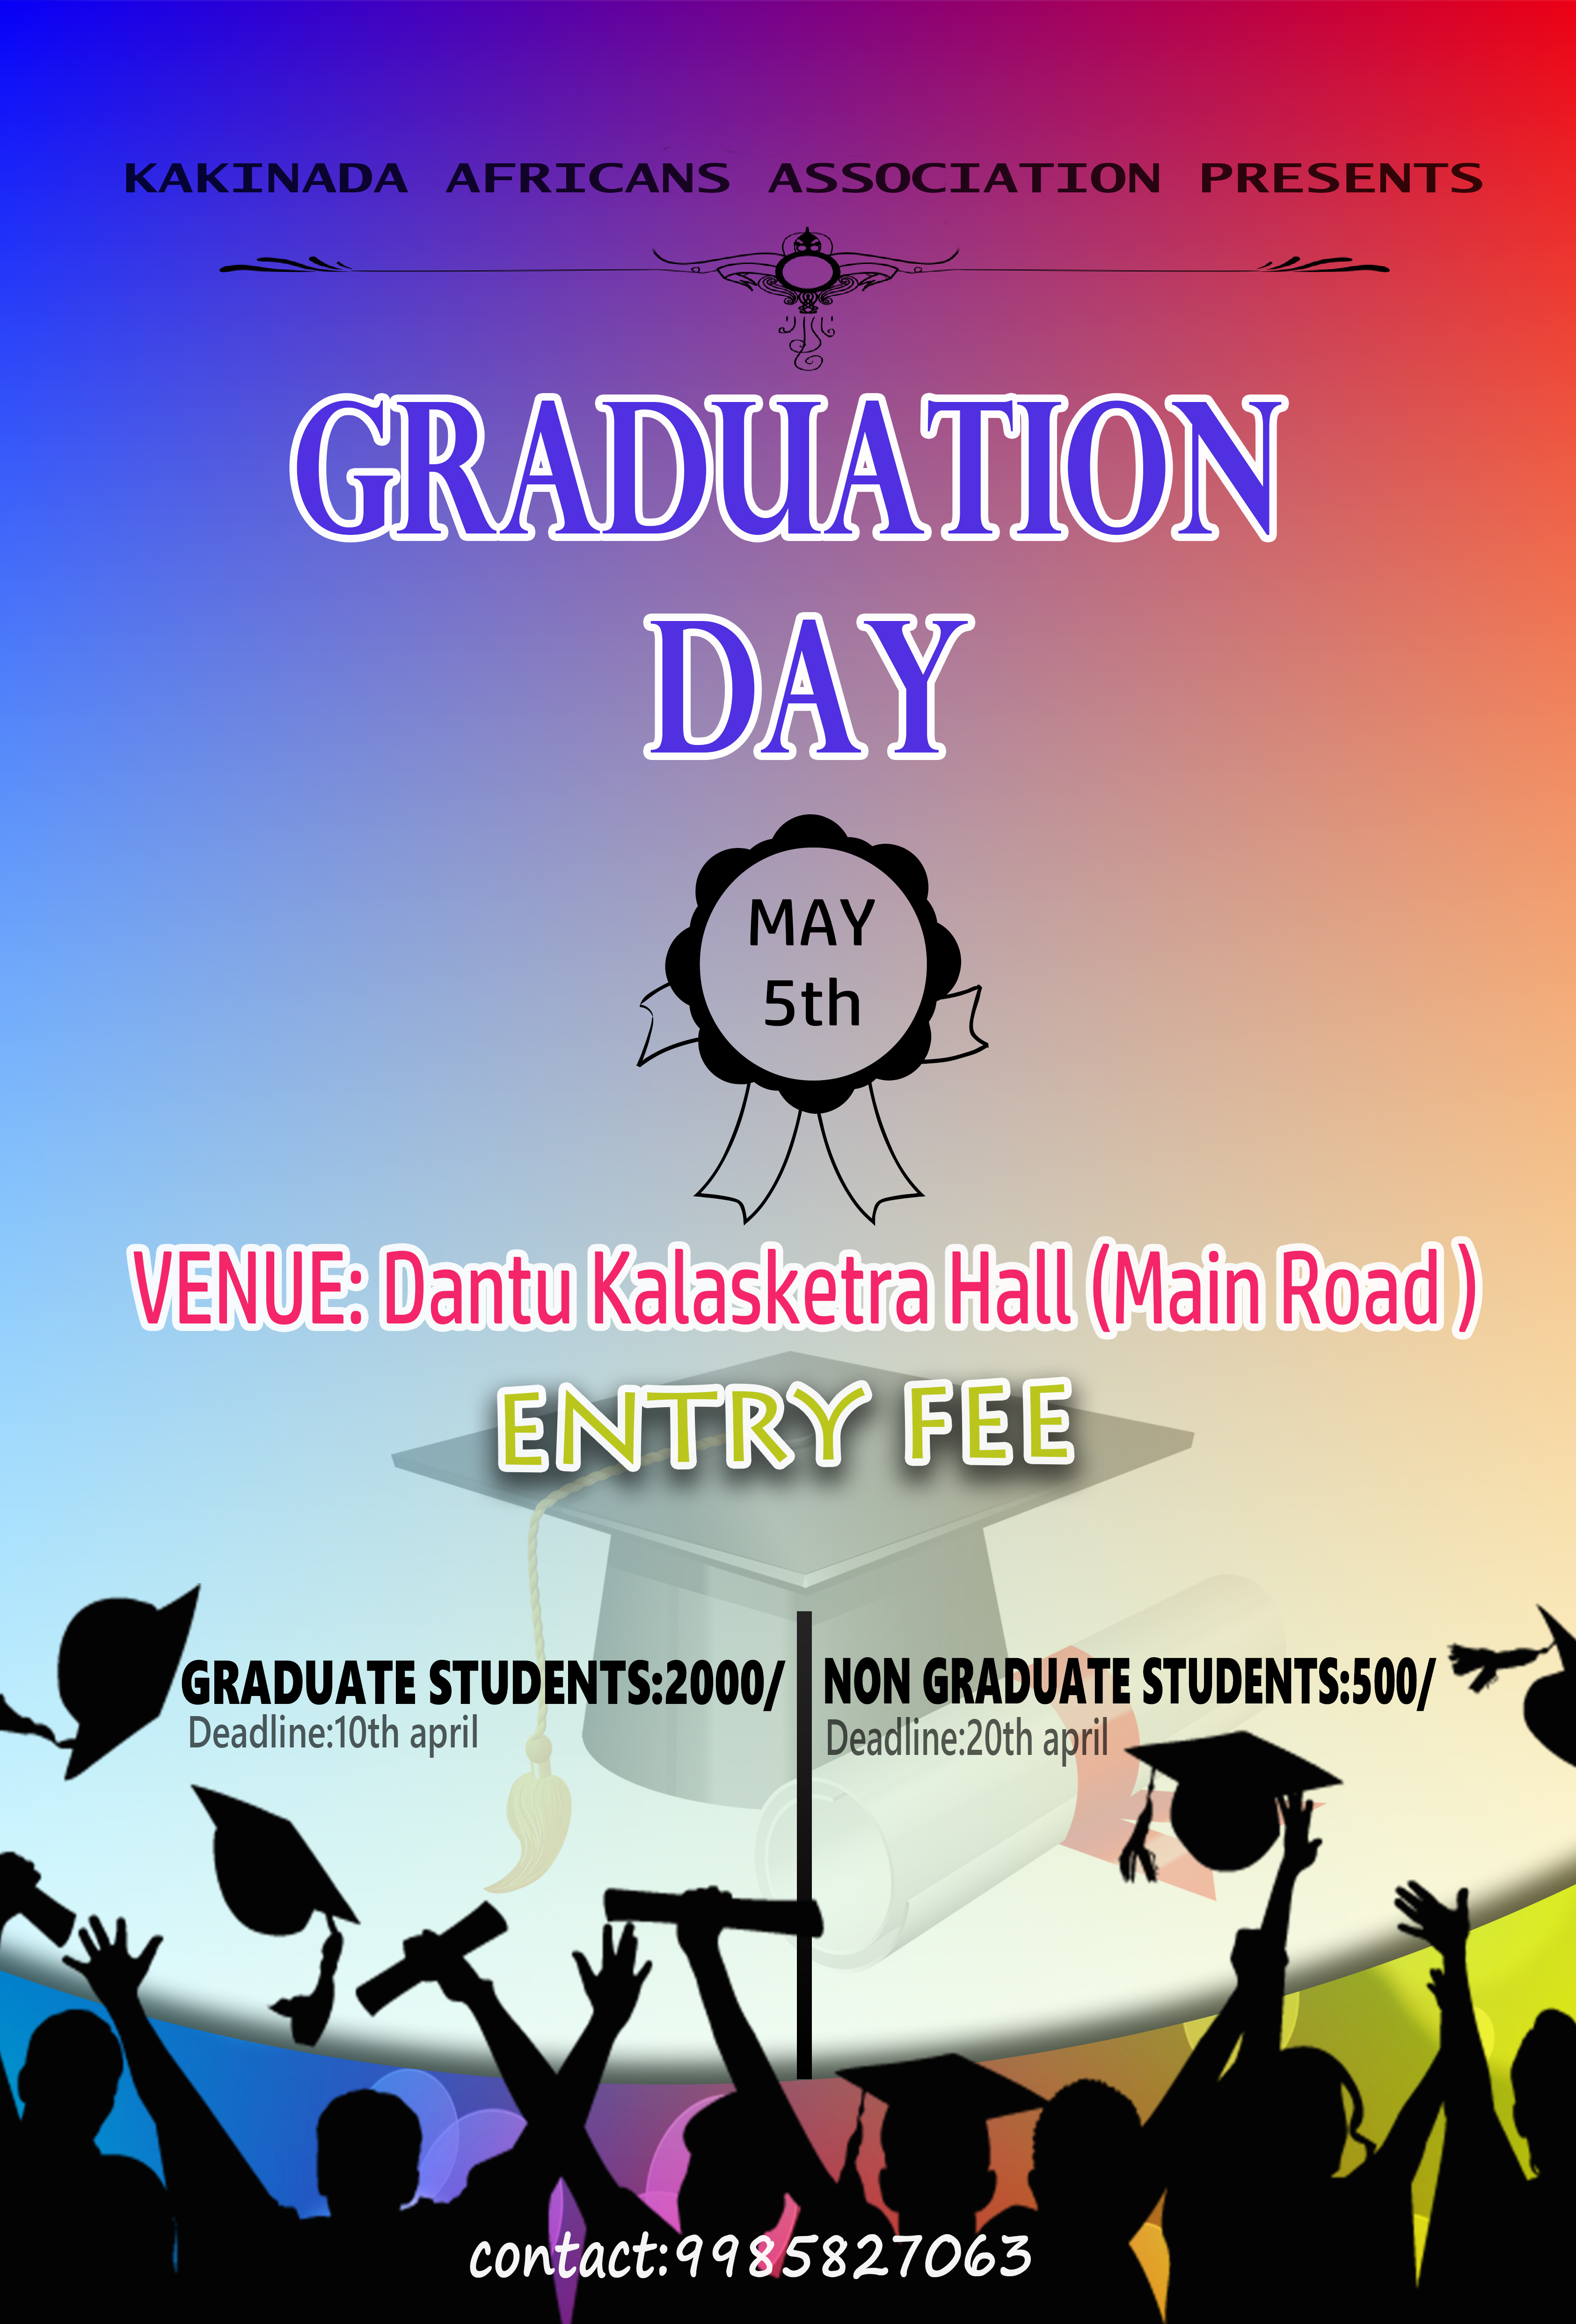 KAKINADA AFRICANS ASSOCIATION PRESENTS
GRADUATION
DAY
MAY
5th
VENUE: Dantu Kalasketra Hall (Main Road )
ENTRY FEE
GRADUATE STUDENTS:2000/
Deadline:10th april
NON GRADUATE STUDENTS:500/
Deadline:20th april
contact:9985827063